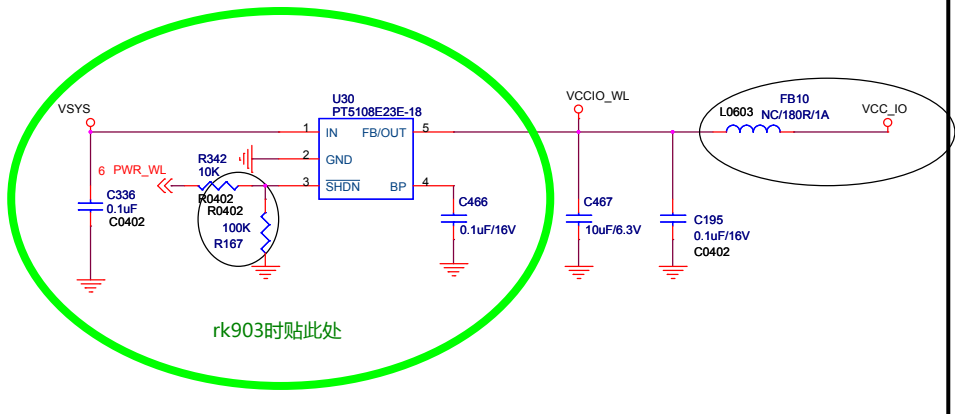 VSYS
U30
PT5108E23E-18
1
IN
FB/OUT
5
2
GND
3
SHDN
BP
4
6
PWR_WL
R342
10K
R0402
R0402
100K
R167
C336
0.1uF
C0402
C466
0.1uF/16V
VCCIO_WL
C467
10uF/6.3V
C195
0.1uF/16V
C0402
L0603
FB10
NC/180R/1A
VCC_IO
rk903时贴此处